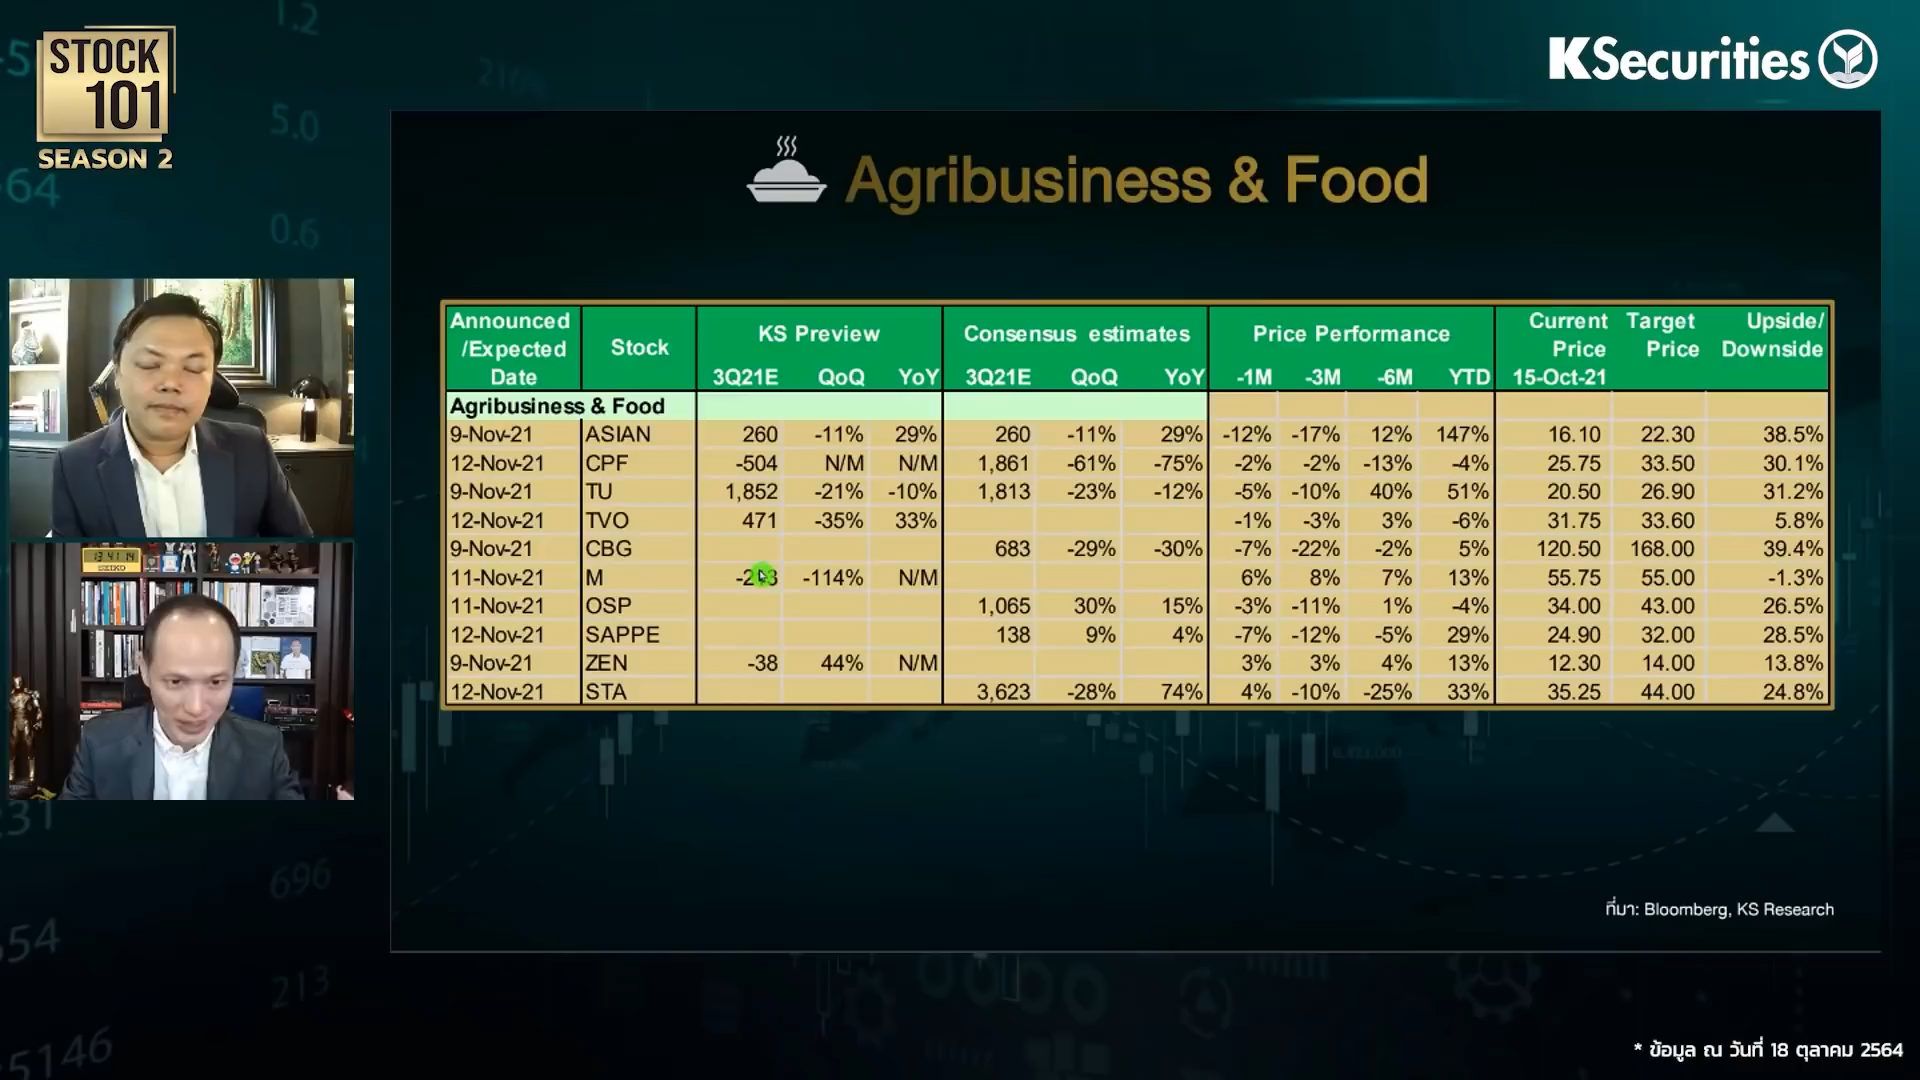 STOCK
101
SEASON 2
KSecurities
Agribusiness & Food
Announced /Expected Date Stock KS Preview Consensus estimates Price Performance Current Price Target Price Upside/ Downside
3Q21E QoQ YoY 3Q21E QoQ YoY -1M -3M -6M YTD 15-Oct-21
Agribusiness & Food
9-Nov-21 ASIAN 260 -11% 29% 260 -11% 29% -12% -17% 12% 147% 16.10 22.30 38.5%
12-Nov-21 CPF -504 N/M N/M 1,861 -61% -75% -2% -2% -13% -4% 25.75 33.50 30.1%
9-Nov-21 TU 1,852 -21% -10% 1,813 -23% -12% -5% -10% 40% 51% 20.50 26.90 31.2%
12-Nov-21 TVO 471 -35% 33% -1% -3% 3% -6% 31.75 33.60 5.8%
9-Nov-21 CBG 683 -29% -30% -7% -22% -2% 5% 120.50 168.00 39.4%
11-Nov-21 M -114% N/M 6% 8% 7% 13% 55.75 55.00 -1.3%
11-Nov-21 OSP 1,065 30% 15% -3% -11% 1% -4% 34.00 43.00 26.5%
12-Nov-21 SAPPE 138 9% 4% -7% -12% -5% 29% 24.90 32.00 28.5%
9-Nov-21 ZEN -38 44% N/M 3% 3% 4% 13% 12.30 14.00 13.8%
12-Nov-21 STA 3,623 -28% 74% 4% -10% -25% 33% 35.25 44.00 24.8%
ที่มา: Bloomberg, KS Research
* ข้อมูล ณ วันที่ 18 ตุลาคม 2564
1.2
5.0
64
0.6
696
54
213
5146
SEIKO